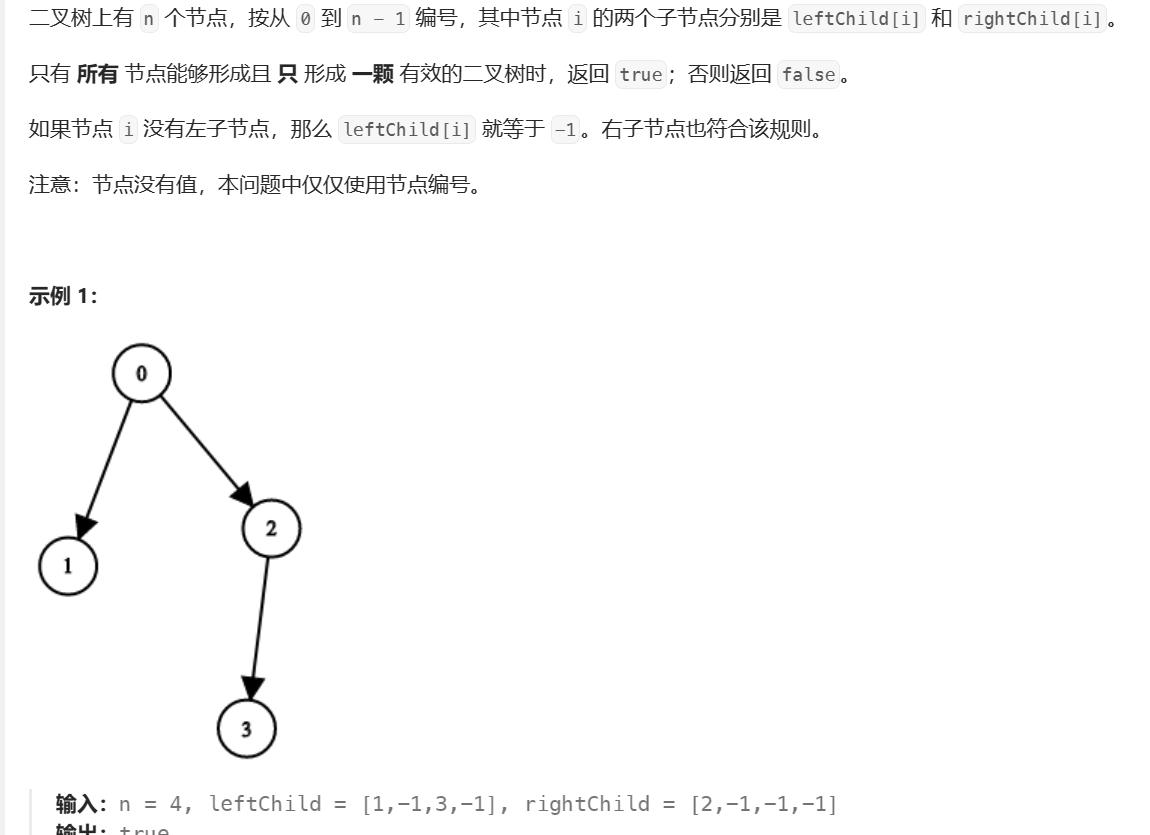 二叉树上有 n 个节点，按从 0 到 n - 1 编号，其中节点 i 的两个子节点分别是 leftChild[i] 和 rightChild[i]。
只有 所有 节点能够形成且 只 形成 一颗 有效的二叉树时，返回 true；否则返回 false。
如果节点 i 没有左子节点，那么 leftChild[i] 就等于 -1。右子节点也符合该规则。
注意：节点没有值，本问题中仅仅使用节点编号。
示例 1：
0
2
1
3
输入：n = 4, leftChild = [1,-1,3,-1], rightChild = [2,-1,-1,-1]
输出：true